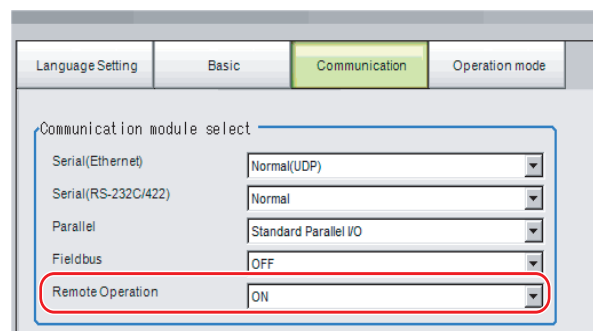 Language Setting Basic Communication Operation mode
Communication module select
Serial(Ethernet) Normal(UDP)
Serial(RS-232C/422) Normal
Parallel Standard Parallel I/O
Fieldbus OFF
Remote Operation ON